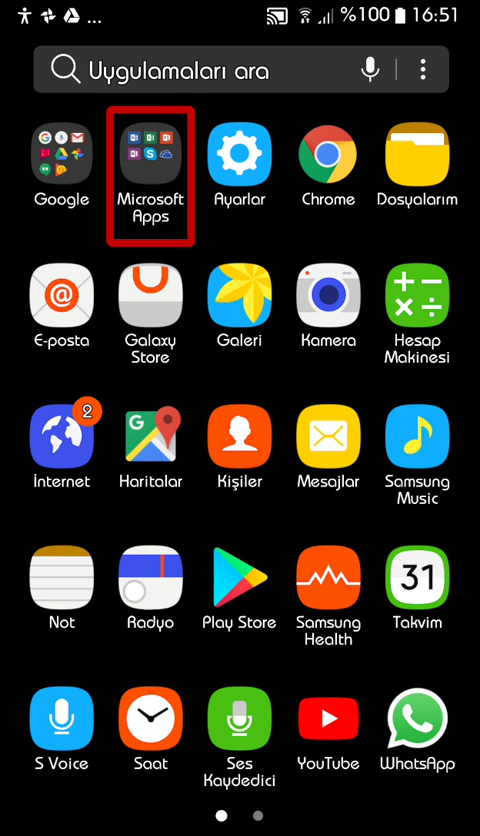 ... %100 16:51
Uygulamaları ara
Google Microsoft Apps Ayarlar Chrome Dosyalarım
E-posta Galaxy Store Galeri Kamera Hesap Makinesi
2
İnternet Haritalar Kişiler Mesajlar Samsung Music
31
Not Radyo Play Store Samsung Health Takvim
S Voice Saat Ses Kaydedici YouTube WhatsApp